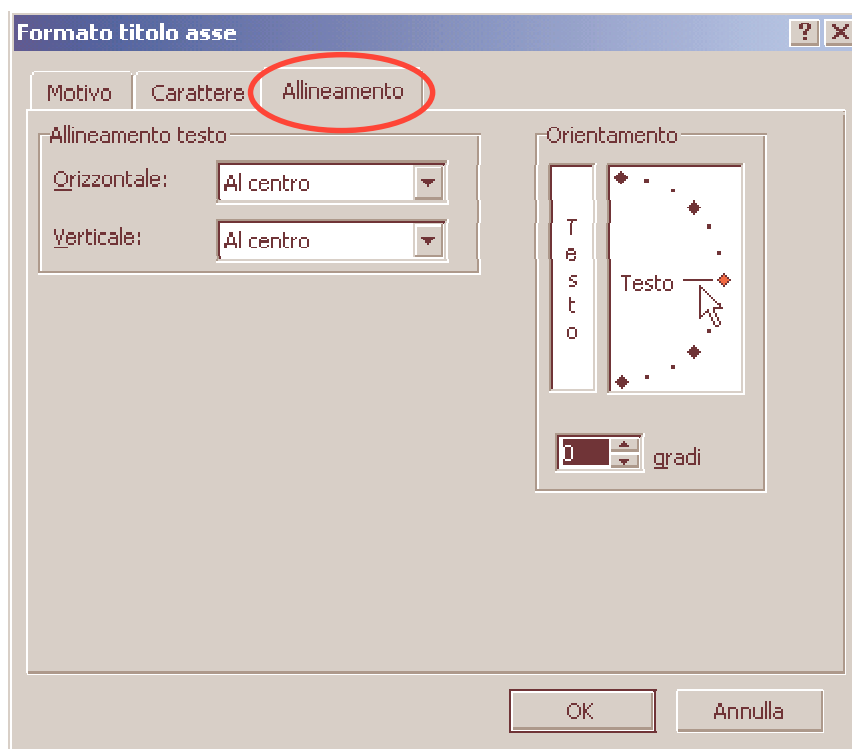 Formato titolo asse
Motivo Carattere Allineamento
Allineamento testo
Orizzontale: Al centro
Verticale: Al centro
Orientamento
Testo
Testo
0 gradi
OK Annulla